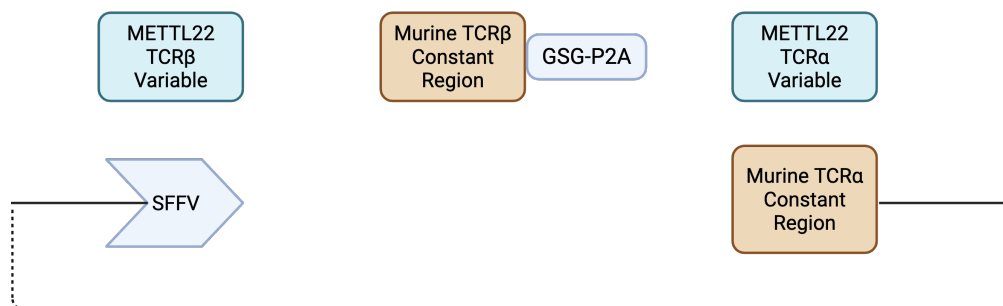 METTL22
TCRβ
Variable
Murine TCRβ
Constant
Region
GSG-P2A
METTL22
TCRα
Variable
SFFV
Murine TCRα
Constant
Region